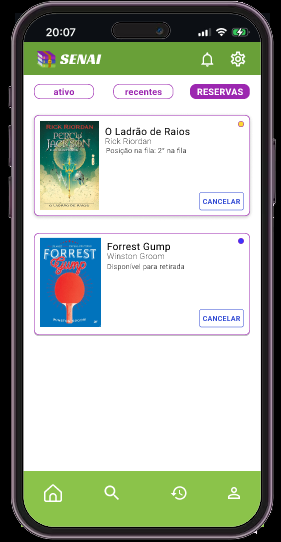 20:07
SENAI
ativo
recentes
RESERVAS
RICK RIORDAN
PERCY
JACKSON
O LADRÃO DE RAIOS
O Ladrão de Raios
Rick Riordan
Posição na fila: 2° na fila
CANCELAR
FORREST
Gump
Forrest Gump
Winston Groom
Disponível para retirada
CANCELAR